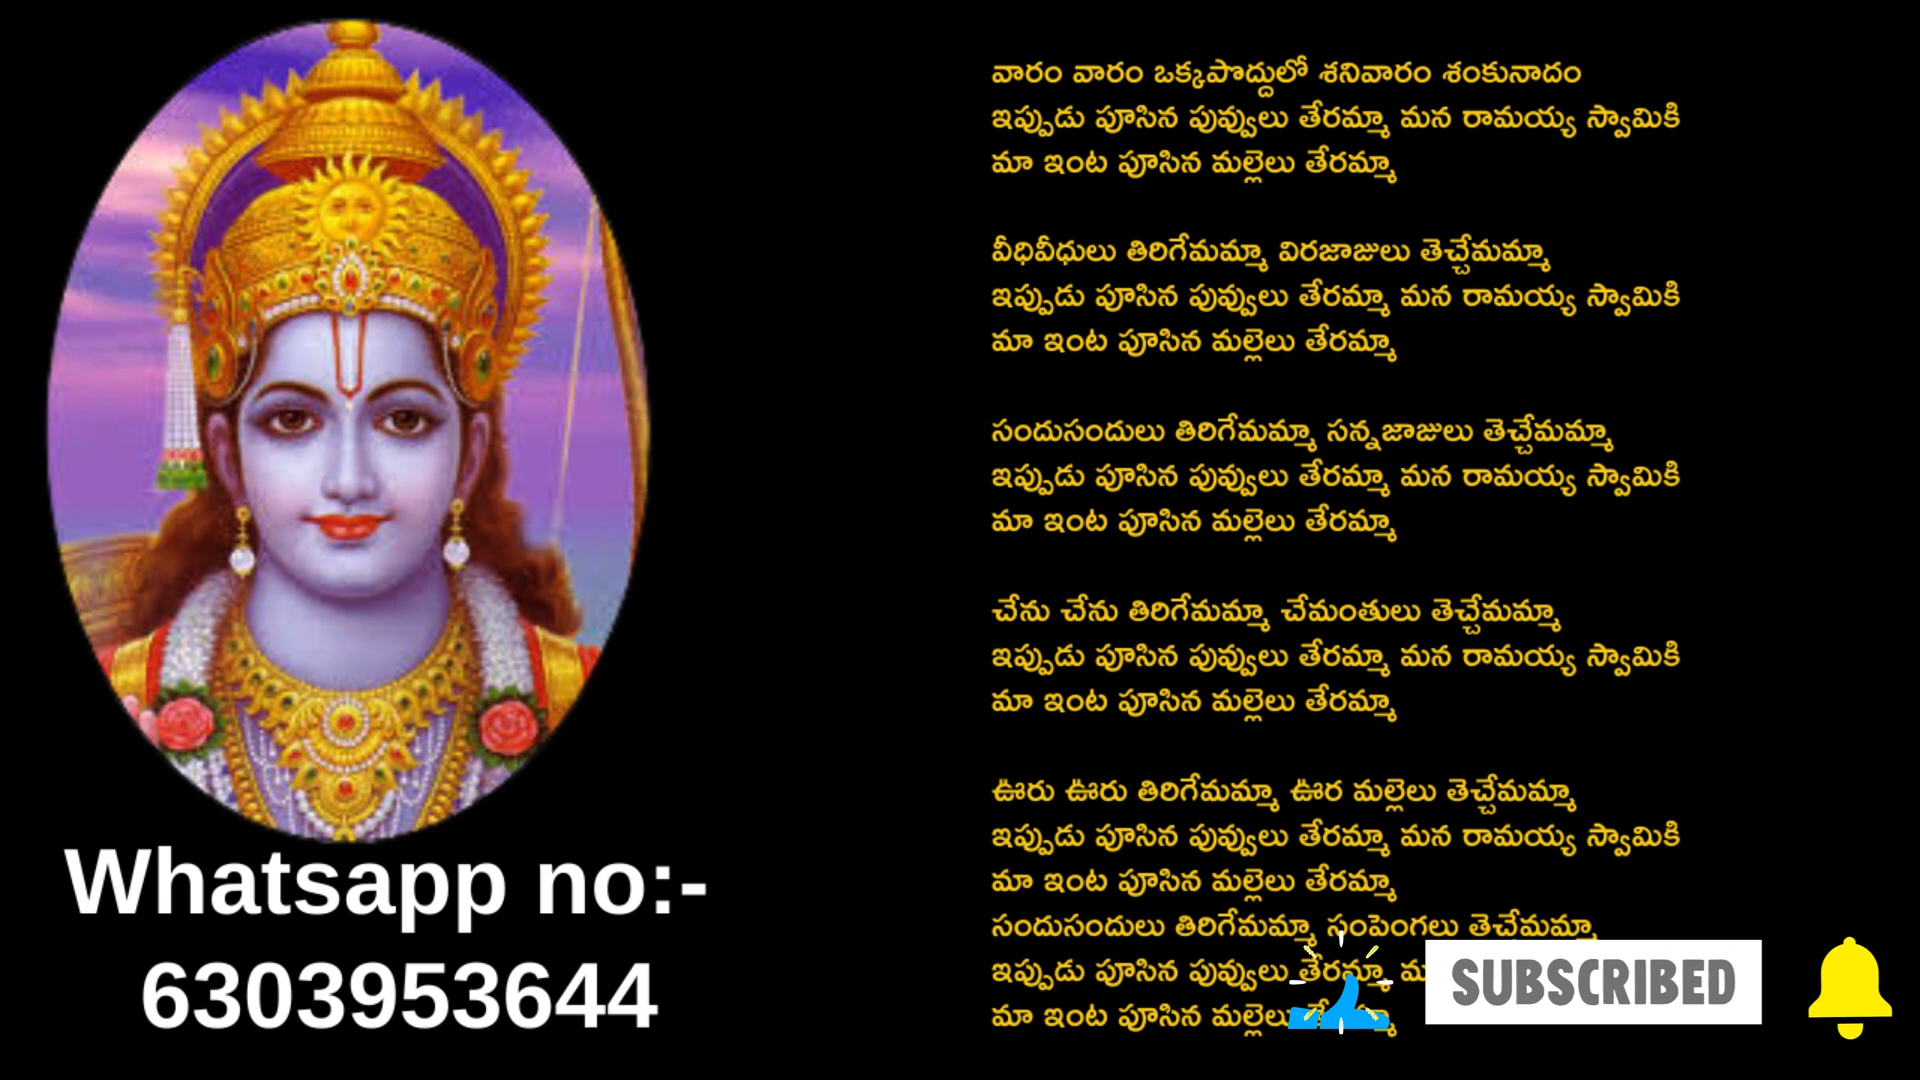 వారం వారం ఒక్కపొద్దులో శనివారం శంకునాదం
ఇప్పుడు పూసిన పువ్వులు తేరమ్మా మన రామయ్య స్వామికి
మా ఇంట పూసిన మల్లెలు తేరమ్మా
వీధివీధులు తిరిగేమమ్మా విరజాజులు తెచ్చేమమ్మా
ఇప్పుడు పూసిన పువ్వులు తేరమ్మా మన రామయ్య స్వామికి
మా ఇంట పూసిన మల్లెలు తేరమ్మా
సందుసందులు తిరిగేమమ్మా సన్నజాజులు తెచ్చేమమ్మా
ఇప్పుడు పూసిన పువ్వులు తేరమ్మా మన రామయ్య స్వామికి
మా ఇంట పూసిన మల్లెలు తేరమ్మా
చేను చేను తిరిగేమమ్మా చేమంతులు తెచ్చేమమ్మా
ఇప్పుడు పూసిన పువ్వులు తేరమ్మా మన రామయ్య స్వామికి
మా ఇంట పూసిన మల్లెలు తేరమ్మా
ఊరు ఊరు తిరిగేమమ్మా ఊర మల్లెలు తెచ్చేమమ్మా
ఇప్పుడు పూసిన పువ్వులు తేరమ్మా మన రామయ్య స్వామికి
మా ఇంట పూసిన మల్లెలు తేరమ్మా
సందుసందులు తిరిగేమమ్మా సంపెంగలు తెచ్చేమమ్మా
ఇప్పుడు పూసిన పువ్వులు తేరమ్మా
మా ఇంట పూసిన మల్లెలు
Whatsapp no:-
6303953644
SUBSCRIBED